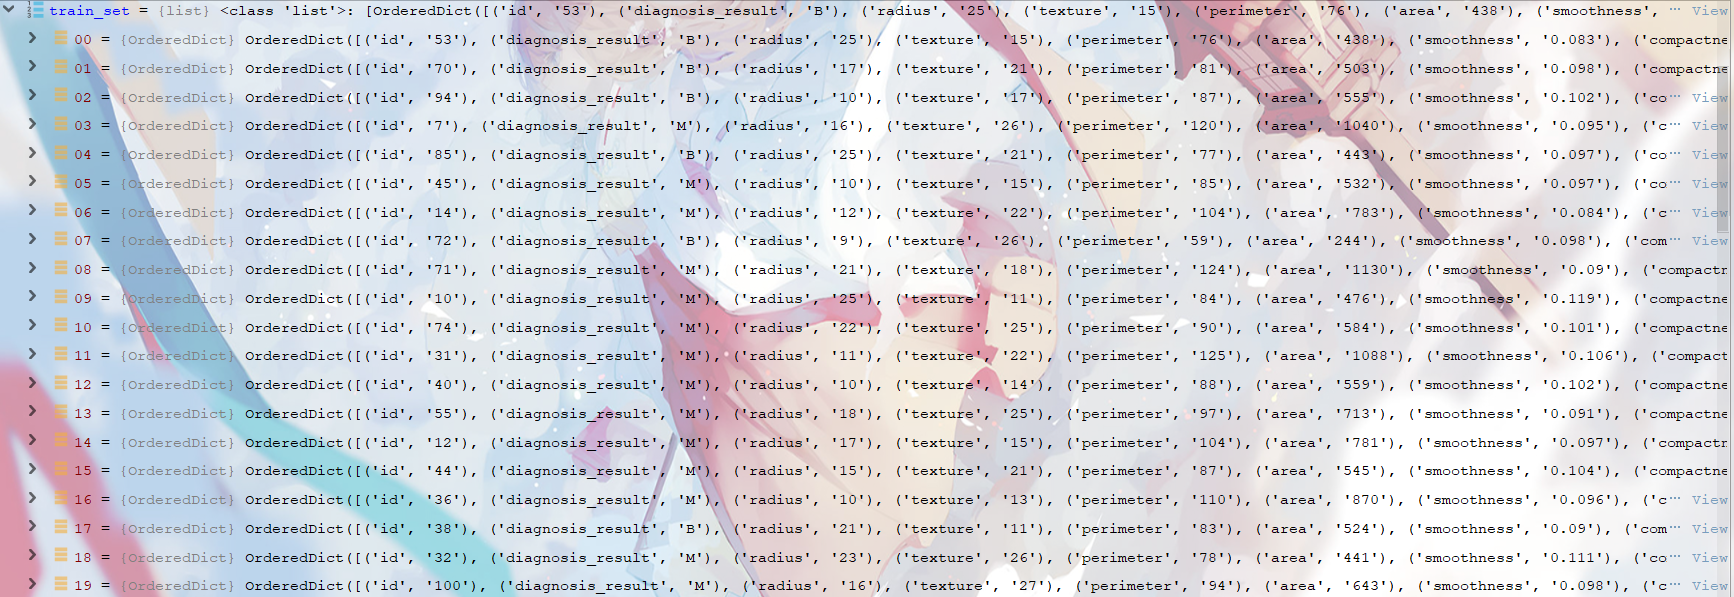 train_set = {list} <class 'list'>: [OrderedDict([('id', '53'), ('diagnosis_result', 'B'), ('radius', '25'), ('texture', '15'), ('perimeter', '76'), ('area', '438'), ('smoothness', ... View
00 = {OrderedDict} OrderedDict([('id', '53'), ('diagnosis_result', 'B'), ('radius', '25'), ('texture', '15'), ('perimeter', '76'), ('area', '438'), ('smoothness', '0.083'), ('compactne
01 = {OrderedDict} OrderedDict([('id', '70'), ('diagnosis_result', 'B'), ('radius', '17'), ('texture', '21'), ('perimeter', '81'), ('area', '503'), ('smoothness', '0.098'), ('compactne
02 = {OrderedDict} OrderedDict([('id', '94'), ('diagnosis_result', 'B'), ('radius', '10'), ('texture', '17'), ('perimeter', '87'), ('area', '555'), ('smoothness', '0.102'), ('co... View
03 = {OrderedDict} OrderedDict([('id', '7'), ('diagnosis_result', 'M'), ('radius', '16'), ('texture', '26'), ('perimeter', '120'), ('area', '1040'), ('smoothness', '0.095'), ('c... View
04 = {OrderedDict} OrderedDict([('id', '85'), ('diagnosis_result', 'B'), ('radius', '25'), ('texture', '21'), ('perimeter', '77'), ('area', '443'), ('smoothness', '0.097'), ('co... View
05 = {OrderedDict} OrderedDict([('id', '45'), ('diagnosis_result', 'M'), ('radius', '10'), ('texture', '15'), ('perimeter', '85'), ('area', '532'), ('smoothness', '0.097'), ('co... View
06 = {OrderedDict} OrderedDict([('id', '14'), ('diagnosis_result', 'M'), ('radius', '12'), ('texture', '22'), ('perimeter', '104'), ('area', '783'), ('smoothness', '0.084'), ('c... View
07 = {OrderedDict} OrderedDict([('id', '72'), ('diagnosis_result', 'B'), ('radius', '9'), ('texture', '26'), ('perimeter', '59'), ('area', '244'), ('smoothness', '0.098'), ('com... View
08 = {OrderedDict} OrderedDict([('id', '71'), ('diagnosis_result', 'M'), ('radius', '21'), ('texture', '18'), ('perimeter', '124'), ('area', '1130'), ('smoothness', '0.09'), ('compactn
09 = {OrderedDict} OrderedDict([('id', '10'), ('diagnosis_result', 'M'), ('radius', '25'), ('texture', '11'), ('perimeter', '84'), ('area', '476'), ('smoothness', '0.119'), ('compactne
10 = {OrderedDict} OrderedDict([('id', '74'), ('diagnosis_result', 'M'), ('radius', '22'), ('texture', '25'), ('perimeter', '90'), ('area', '584'), ('smoothness', '0.101'), ('compactne
11 = {OrderedDict} OrderedDict([('id', '31'), ('diagnosis_result', 'M'), ('radius', '11'), ('texture', '22'), ('perimeter', '125'), ('area', '1088'), ('smoothness', '0.106'), ('compact
12 = {OrderedDict} OrderedDict([('id', '40'), ('diagnosis_result', 'M'), ('radius', '10'), ('texture', '14'), ('perimeter', '88'), ('area', '559'), ('smoothness', '0.102'), ('compactne
13 = {OrderedDict} OrderedDict([('id', '55'), ('diagnosis_result', 'M'), ('radius', '18'), ('texture', '25'), ('perimeter', '97'), ('area', '713'), ('smoothness', '0.091'), ('compactne
14 = {OrderedDict} OrderedDict([('id', '12'), ('diagnosis_result', 'M'), ('radius', '17'), ('texture', '15'), ('perimeter', '104'), ('area', '781'), ('smoothness', '0.097'), ('compactn
15 = {OrderedDict} OrderedDict([('id', '44'), ('diagnosis_result', 'M'), ('radius', '15'), ('texture', '21'), ('perimeter', '87'), ('area', '545'), ('smoothness', '0.104'), ('compactne
16 = {OrderedDict} OrderedDict([('id', '36'), ('diagnosis_result', 'M'), ('radius', '10'), ('texture', '13'), ('perimeter', '110'), ('area', '870'), ('smoothness', '0.096'), ('c... View
17 = {OrderedDict} OrderedDict([('id', '38'), ('diagnosis_result', 'B'), ('radius', '21'), ('texture', '11'), ('perimeter', '83'), ('area', '524'), ('smoothness', '0.09'), ('com... View
18 = {OrderedDict} OrderedDict([('id', '32'), ('diagnosis_result', 'M'), ('radius', '23'), ('texture', '26'), ('perimeter', '78'), ('area', '441'), ('smoothness', '0.111'), ('co... View
19 = {OrderedDict} OrderedDict([('id', '100'), ('diagnosis_result', 'M'), ('radius', '16'), ('texture', '27'), ('perimeter', '94'), ('area', '643'), ('smoothness', '0.098'), ('c... View